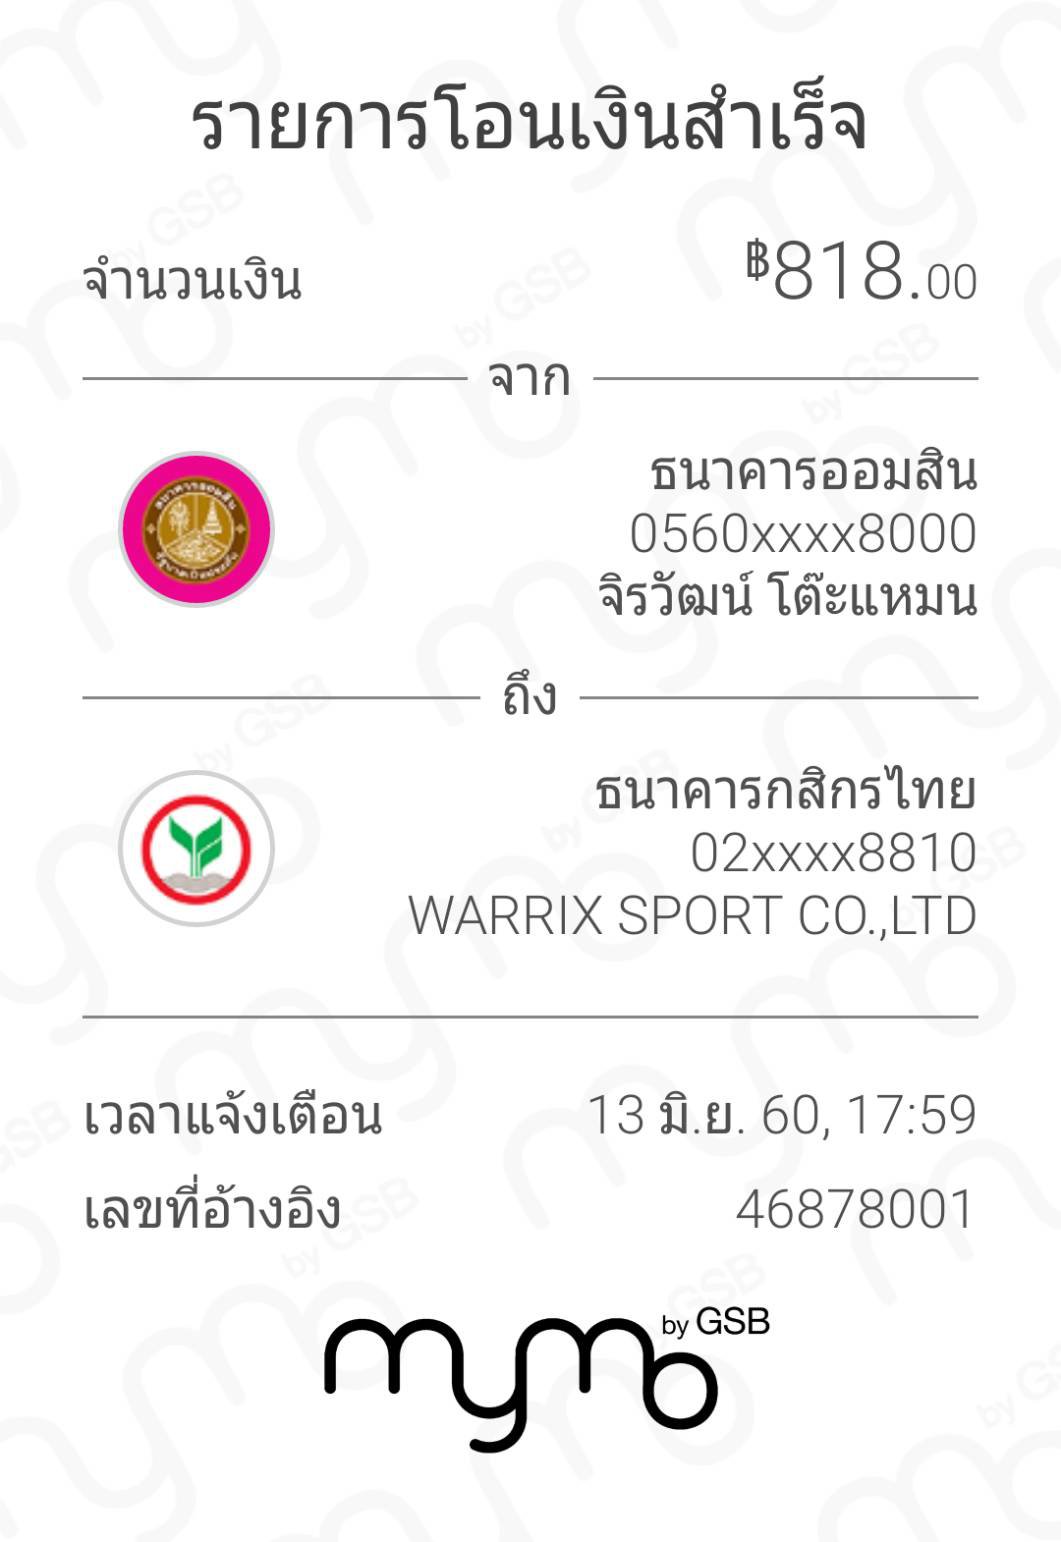 รายการโอนเงินสำเร็จ
จำนวนเงิน ฿818.00
จาก
ธนาคารออมสิน
0560xxxx8000
จิรวัฒน์ โต๊ะแหมน
ถึง
ธนาคารกสิกรไทย
02xxxx8810
WARRIX SPORT CO.,LTD
เวลาแจ้งเตือน 13 มิ.ย. 60, 17:59
เลขที่อ้างอิง 46878001
mymo by GSB